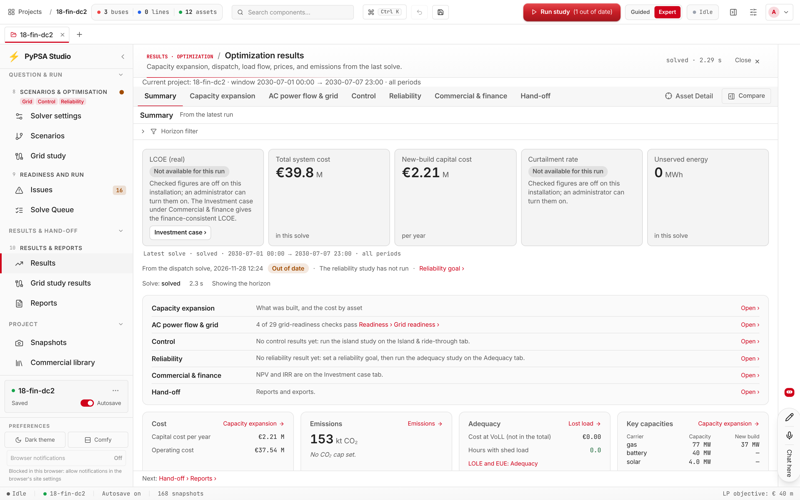 Projects / 18-fin-dc2 3 buses 0 lines 12 assets Search components... Ctrl K Run study (1 out of date) Guided Expert Idle A
18-fin-dc2
PyPSA Studio
QUESTION & RUN
SCENARIOS & OPTIMISATION
Grid Control Reliability
Solver settings
Scenarios
Grid study
READINESS AND RUN
Issues 16
Solve Queue
RESULTS & HAND-OFF
RESULTS & REPORTS
Results
Grid study results
Reports
PROJECT
Snapshots
Commercial library
18-fin-dc2 ...
Saved Autosave
PREFERENCES
Dark theme Comfy
Browser notifications Off
Blocked in this browser: allow notifications in the browser's site settings.
RESULTS · OPTIMIZATION / Optimization results
Capacity expansion, dispatch, load flow, prices, and emissions from the last solve.
solved · 2.29 s Close ×
Current project: 18-fin-dc2 · window 2030-07-01 00:00 → 2030-07-07 23:00 · all periods
Summary Capacity expansion AC power flow & grid Control Reliability Commercial & finance Hand-off Asset Detail Compare
Summary From the latest run
Horizon filter
LCOE (real)
Not available for this run
Checked figures are off on this
installation; an administrator can
turn them on. The Investment case
under Commercial & finance gives
the finance-consistent LCOE.
Investment case ›
Total system cost
€39.8 M
in this solve
New-build capital cost
€2.21 M
per year
Curtailment rate
Not available for this run
Checked figures are off on this
installation; an administrator can
turn them on.
Unserved energy
0 MWh
in this solve
Latest solve · solved · 2030-07-01 00:00 → 2030-07-07 23:00 · all periods
From the dispatch solve, 2026-11-28 12:24 Out of date · The reliability study has not run · Reliability goal ›
Solve: solved 2.3 s Showing the horizon
Capacity expansion What was built, and the cost by asset Open ›
AC power flow & grid 4 of 29 grid-readiness checks pass Readiness › Grid readiness › Open ›
Control No control results yet: run the island study on the Island & ride-through tab. Open ›
Reliability No reliability result yet: set a reliability goal, then run the adequacy study on the Adequacy tab. Open ›
Commercial & finance NPV and IRR are on the Investment case tab. Open ›
Hand-off Reports and exports. Open ›
Cost Capacity expansion →
Capital cost per year €2.21 M
Operating cost €37.54 M
Emissions Emissions →
153 kt CO₂
No CO₂ cap set.
Adequacy Lost load →
Cost at VoLL (not in the total) €0.00
Hours with shed load 0.0
LOLE and EUE: Adequacy
Key capacities Capacity expansion →
Carrier Capacity New build
gas 77 MW 37 MW
battery 40 MW —
solar 4.0 MW —
Next: Hand-off › Reports ›
Chat here
Idle 18-fin-dc2 Autosave on 168 snapshots LP objective: € 40 m